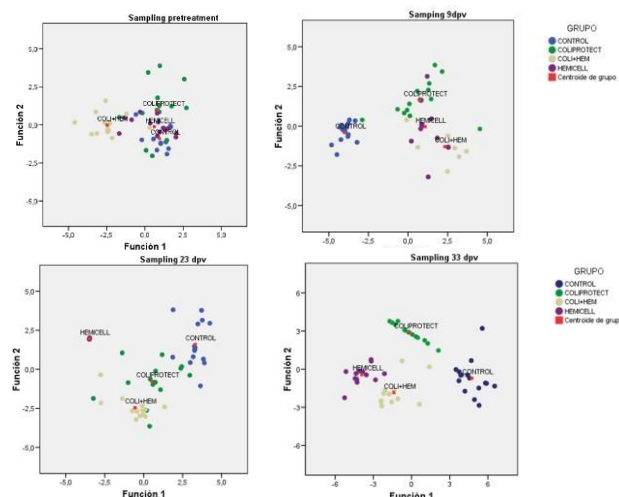 Sampling pretreatment
Samping 9dpv
GRUPO
CONTROL
COLIPROTECT
COLI+HEM
HEMICELL
Centroide de grupo
Función 2
5,0
2,5
0,0
-2,5
-5,0
COLIPROTECT
COLI+HEM
HEMICELL
CONTROL
-5,0 -2,5 0,0 2,5 5,0
Función 1
Función 2
5,0
2,5
0,0
-2,5
-5,0
COLIPROTECT
CONTROL
HEMICELL
COLI+HEM
-5,0 -2,5 0,0 2,5 5,0
Función 1
Sampling 23 dpv
Sampling 33 dpv
GRUPO
CONTROL
COLIPROTECT
COLI+HEM
HEMICELL
Centroide de grupo
Función 2
5,0
2,5
0,0
-2,5
-5,0
HEMICELL
CONTROL
COLIPROTECT
COLI+HEM
-5,0 -2,5 0,0 2,5 5,0
Función 1
Función 2
6
3
0
-3
-6
COLIPROTECT
HEMICELL
CONTROL
COLI+HEM
-6 -3 0 3 6
Función 1